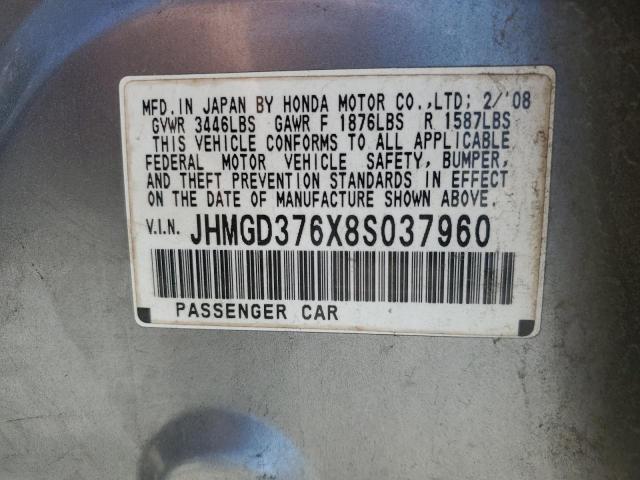 MFD. IN JAPAN BY HONDA MOTOR CO.,LTD; 2/'08
GVWR 3446LBS GAWR F 1876LBS R 1587LBS
THIS VEHICLE CONFORMS TO ALL APPLICABLE
FEDERAL MOTOR VEHICLE SAFETY, BUMPER,
AND THEFT PREVENTION STANDARDS IN EFFECT
ON THE DATE OF MANUFACTURE SHOWN ABOVE.
V.I.N. JHMGD376X8S037960
PASSENGER CAR